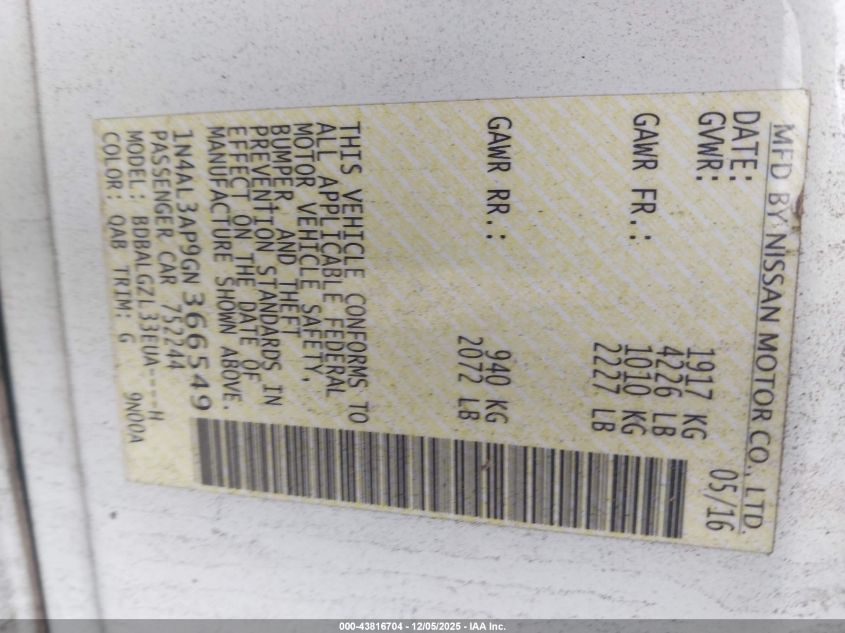 MFD BY NISSAN MOTOR CO., LTD.
DATE: 05/16
GVWR: 1917 KG
4226 LB
GAWR FR.: 1010 KG
2227 LB
GAWR RR.: 940 KG
2072 LB
THIS VEHICLE CONFORMS TO
ALL APPLICABLE FEDERAL
MOTOR VEHICLE SAFETY,
BUMPER, AND THEFT
PREVENTION STANDARDS IN
EFFECT ON THE DATE OF
MANUFACTURE SHOWN ABOVE.
1N4AL3AP9GN366549
PASSENGER CAR 752244
MODEL: BDBALGZL33EUA----H
COLOR: QAB TRIM: G 9N00A
000-43816704 - 12/05/2025 - IAA Inc.